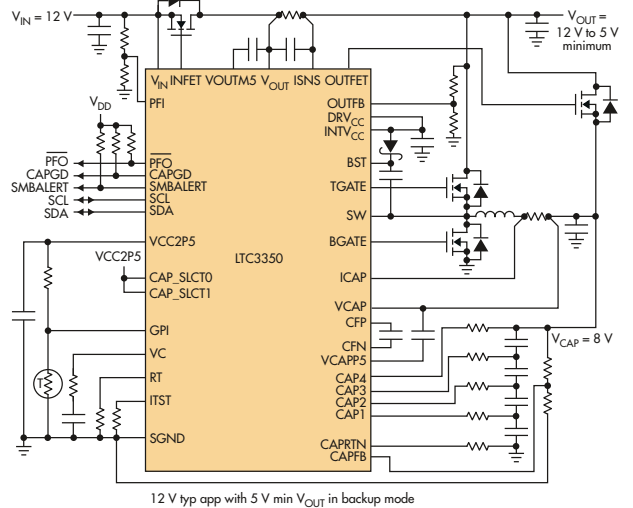 V_IN = 12 V
V_OUT =
12 V to 5 V
minimum
V_IN INFET VOUTM5 V_OUT ISNS OUTFET
PFI
OUTFB
DRV_CC
INTV_CC
V_DD
BST
PFO PFO
CAPGD CAPGD
SMBALERT SMBALERT
SCL SCL
SDA SDA
TGATE
SW
BGATE
VCC2P5
VCC2P5
LTC3350
CAP_SLCT0
CAP_SLCT1
ICAP
VCAP
CFP
CFN
VCAPP5
V_CAP = 8 V
GPI
VC
T
RT
ITST
SGND
CAP4
CAP3
CAP2
CAP1
CAPRTN
CAPFB
12 V typ app with 5 V min V_OUT in backup mode